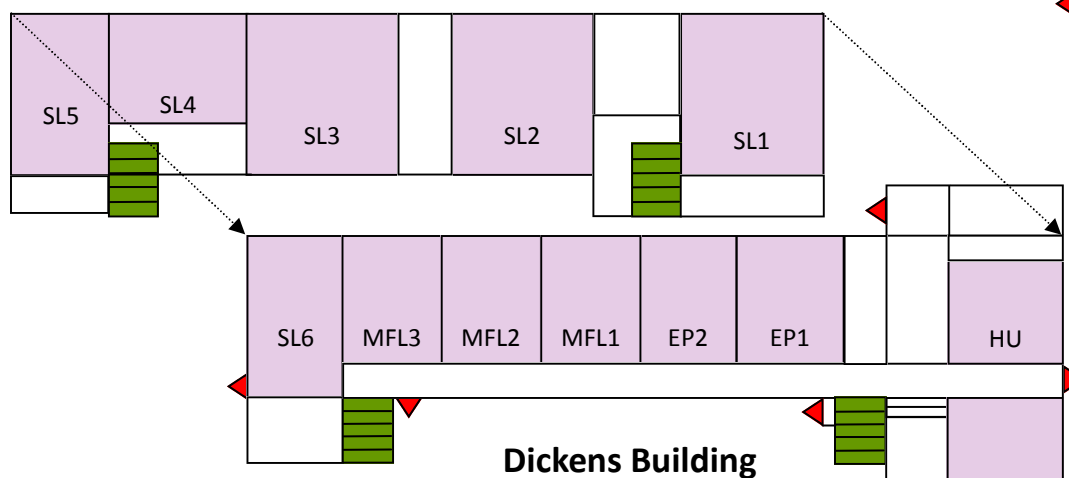 SL5
SL4
SL3
SL2
SL1
SL6
MFL3
MFL2
MFL1
EP2
EP1
HU
Dickens Building